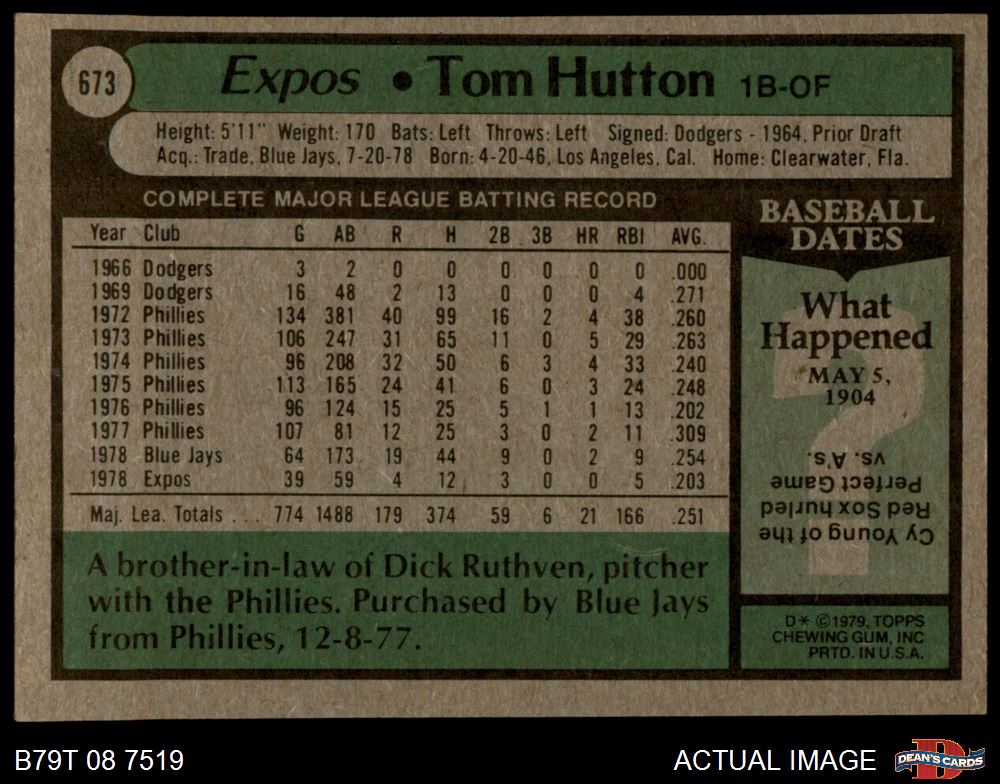 673
Expos • Tom Hutton 1B-OF
Height: 5'11" Weight: 170 Bats: Left Throws: Left Signed: Dodgers - 1964, Prior Draft
Acq.: Trade, Blue Jays, 7-20-78 Born: 4-20-46, Los Angeles, Cal. Home: Clearwater, Fla.
COMPLETE MAJOR LEAGUE BATTING RECORD
Year Club G AB R H 2B 3B HR RBI AVG.
1966 Dodgers 3 2 0 0 0 0 0 0 .000
1969 Dodgers 16 48 2 13 0 0 0 4 .271
1972 Phillies 134 381 40 99 16 2 4 38 .260
1973 Phillies 106 247 31 65 11 0 5 29 .263
1974 Phillies 96 208 32 50 6 3 4 33 .240
1975 Phillies 113 165 24 41 6 0 3 24 .248
1976 Phillies 96 124 15 25 5 1 1 13 .202
1977 Phillies 107 81 12 25 3 0 2 11 .309
1978 Blue Jays 64 173 19 44 9 0 2 9 .254
1978 Expos 39 59 4 12 3 0 0 5 .203
Maj. Lea. Totals ... 774 1488 179 374 59 6 21 166 .251
A brother-in-law of Dick Ruthven, pitcher
with the Phillies. Purchased by Blue Jays
from Phillies, 12-8-77.
BASEBALL
DATES
What
Happened
MAY 5,
1904
?
Cy Young of the
Red Sox hurled
Perfect Game
vs. A's.
D* ©1979, TOPPS
CHEWING GUM, INC
PRTD. IN U.S.A.
B79T 08 7519
ACTUAL IMAGE
D
DEAN'S CARDS